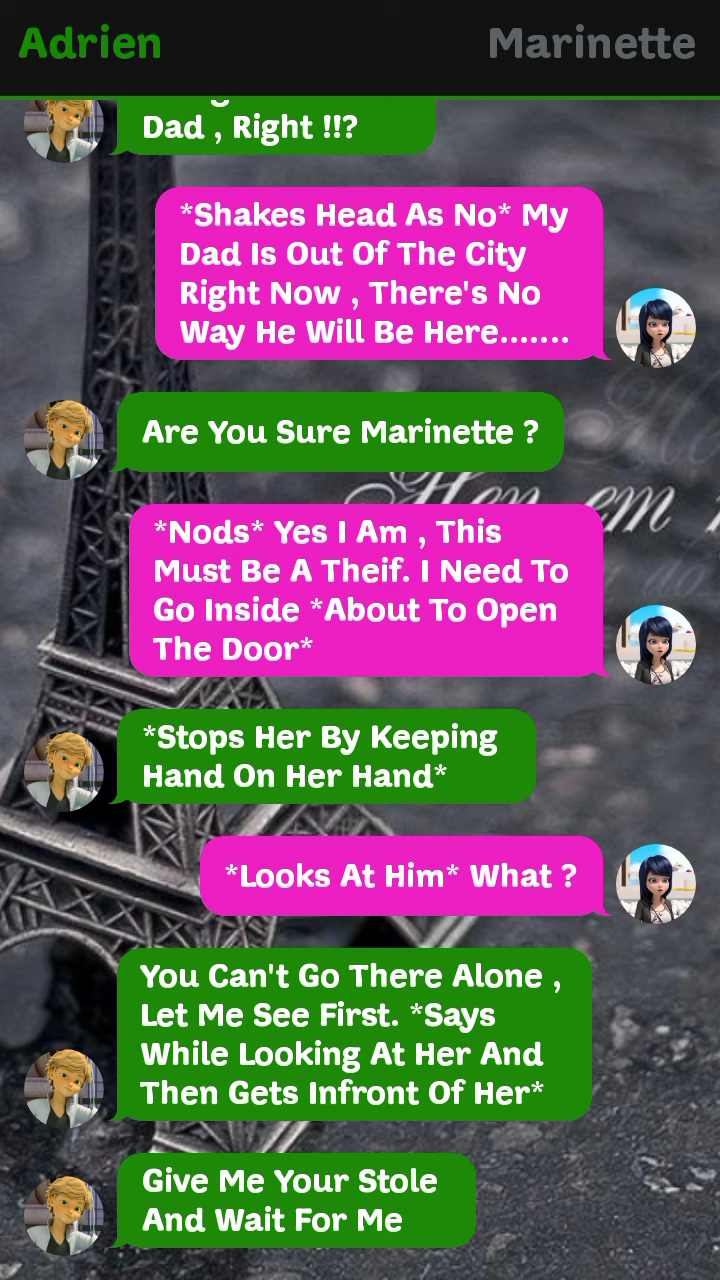 Adrien
Marinette
Dad , Right !!?
*Shakes Head As No* My
Dad Is Out Of The City
Right Now , There's No
Way He Will Be Here.......
Are You Sure Marinette ?
*Nods* Yes I Am , This
Must Be A Theif. I Need To
Go Inside *About To Open
The Door*
*Stops Her By Keeping
Hand On Her Hand*
*Looks At Him* What ?
You Can't Go There Alone ,
Let Me See First. *Says
While Looking At Her And
Then Gets Infront Of Her*
Give Me Your Stole
And Wait For Me